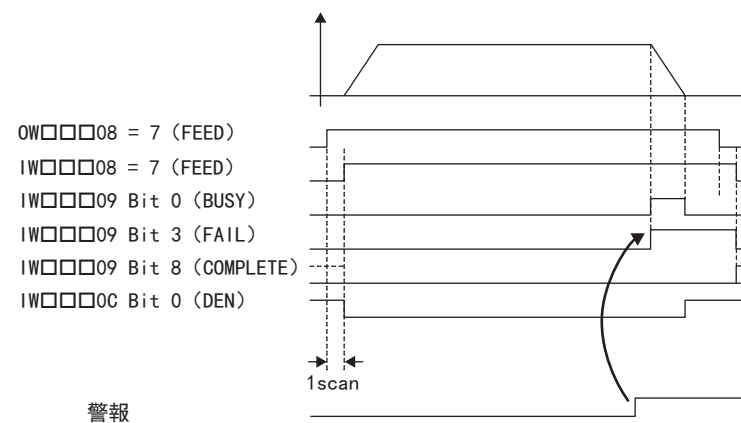 OW□□□08 = 7 (FEED)
IW□□□08 = 7 (FEED)
IW□□□09 Bit 0 (BUSY)
IW□□□09 Bit 3 (FAIL)
IW□□□09 Bit 8 (COMPLETE)
IW□□□0C Bit 0 (DEN)
1scan
警報